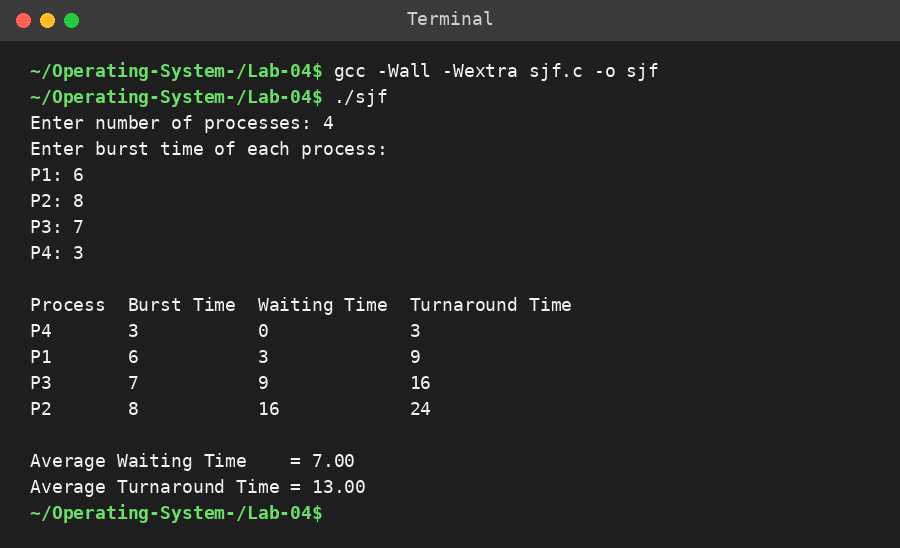 Terminal
~/Operating-System-/Lab-04$ gcc -Wall -Wextra sjf.c -o sjf
~/Operating-System-/Lab-04$ ./sjf
Enter number of processes: 4
Enter burst time of each process:
P1: 6
P2: 8
P3: 7
P4: 3
Process  Burst Time  Waiting Time  Turnaround Time
P4       3           0             3
P1       6           3             9
P3       7           9             16
P2       8           16            24
Average Waiting Time    = 7.00
Average Turnaround Time = 13.00
~/Operating-System-/Lab-04$